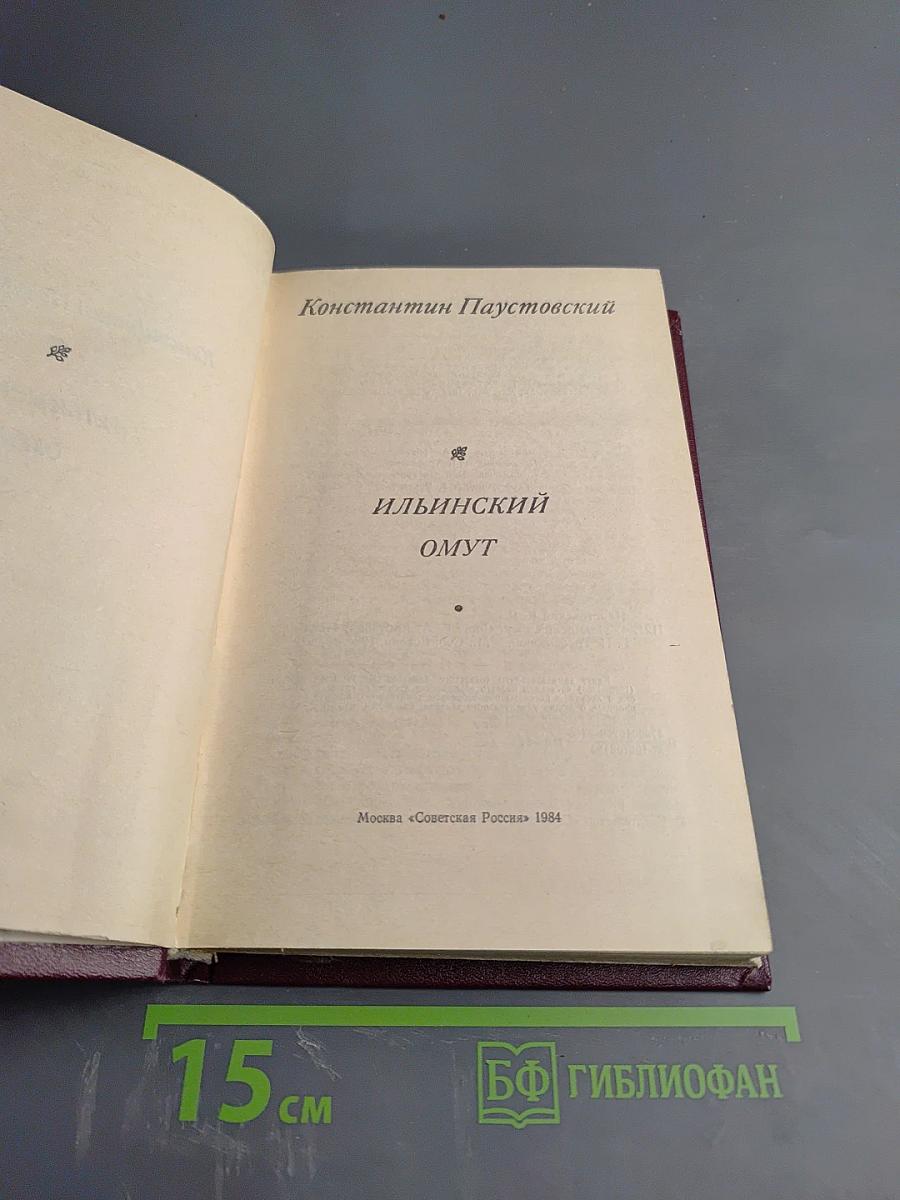 Константин Паустовский
ИЛЬИНСКИЙ
ОМУТ
Москва «Советская Россия» 1984
15 см
БФ ГИБЛИОФАН